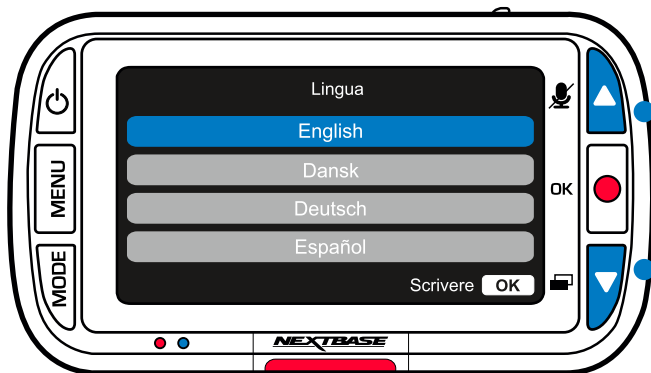 Lingua
English
Dansk
Deutsch
Español
Scrivere OK
MENU
MODE
OK
NEXTBASE